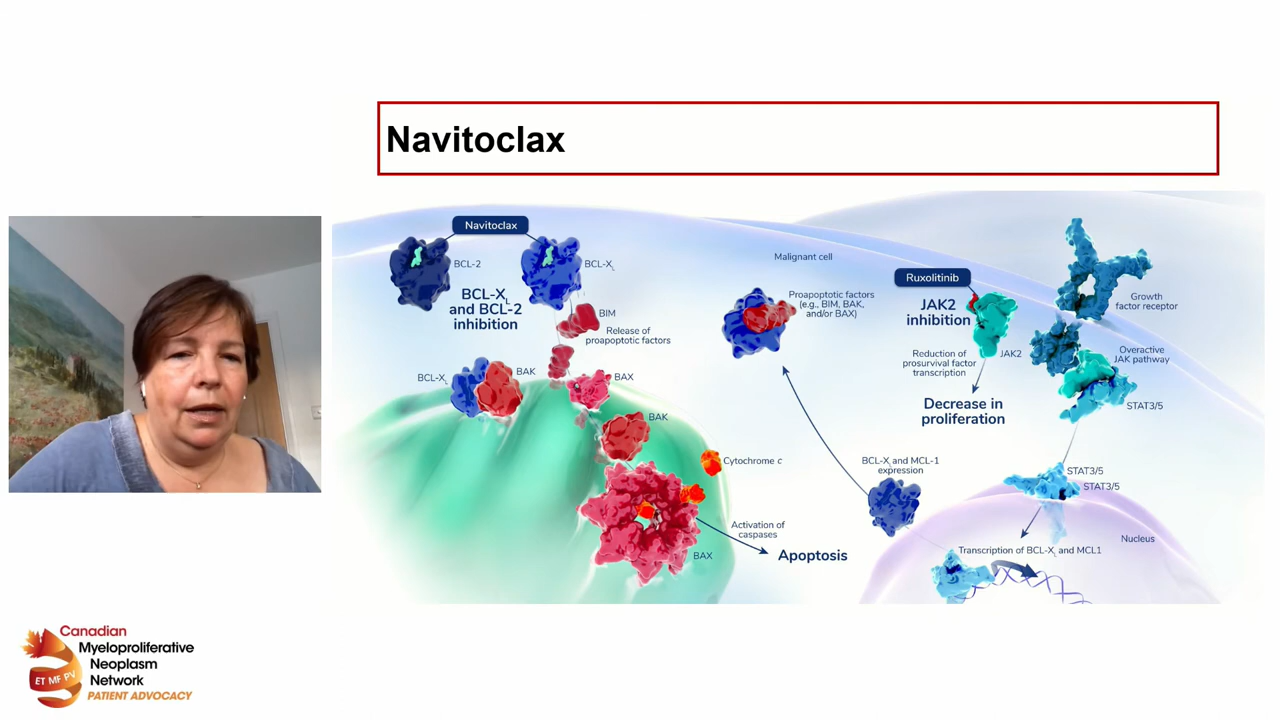 Navitoclax
Navitoclax
BCL-2
BCL-XL
BCL-XL
and BCL-2
inhibition
BIM
Release of
proapoptotic factors
BCL-XL
BAK
BAX
BAK
Cytochrome c
BAX
Activation of
caspases
Apoptosis
Malignant cell
Proapoptotic factors
(e.g., BIM, BAK,
and/or BAX)
Ruxolitinib
JAK2
inhibition
JAK2
Reduction of
prosurvival factor
transcription
Decrease in
proliferation
Growth
factor receptor
Overactive
JAK pathway
STAT3/5
BCL-XL and MCL-1
expression
STAT3/5
STAT3/5
Nucleus
Transcription of BCL-XL and MCL1
Canadian
Myeloproliferative
Neoplasm
Network
PATIENT ADVOCACY
ET MF PV